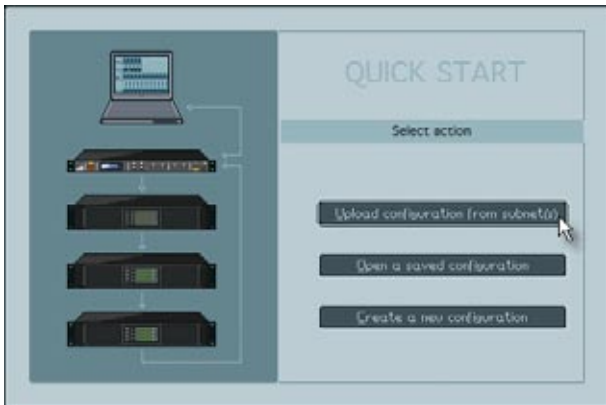 QUICK START
Select action
Upload configuration from subnet(s)
Open a saved configuration
Create a new configuration